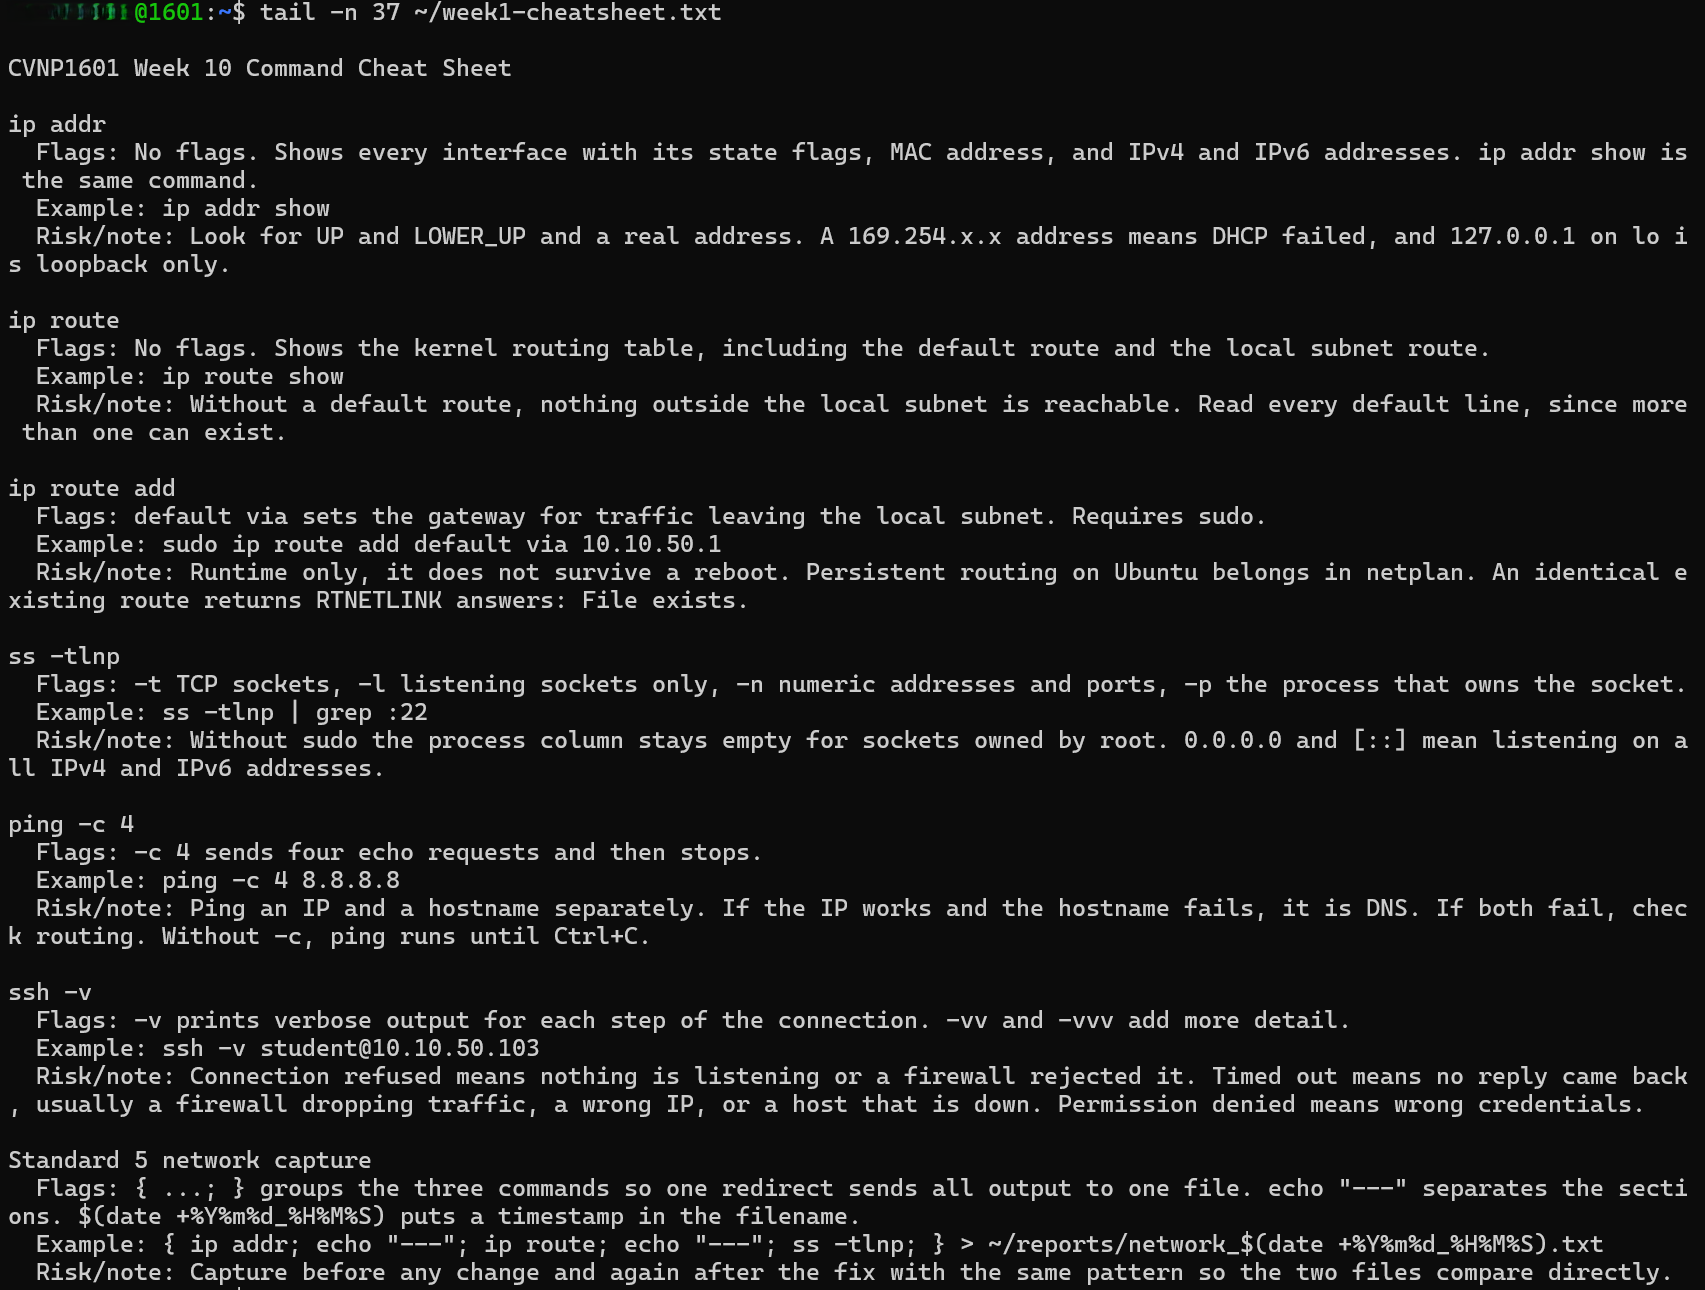 @1601:~$ tail -n 37 ~/week1-cheatsheet.txt
CVNP1601 Week 10 Command Cheat Sheet
ip addr
Flags: No flags. Shows every interface with its state flags, MAC address, and IPv4 and IPv6 addresses. ip addr show is
the same command.
Example: ip addr show
Risk/note: Look for UP and LOWER_UP and a real address. A 169.254.x.x address means DHCP failed, and 127.0.0.1 on lo i
s loopback only.
ip route
Flags: No flags. Shows the kernel routing table, including the default route and the local subnet route.
Example: ip route show
Risk/note: Without a default route, nothing outside the local subnet is reachable. Read every default line, since more
than one can exist.
ip route add
Flags: default via sets the gateway for traffic leaving the local subnet. Requires sudo.
Example: sudo ip route add default via 10.10.50.1
Risk/note: Runtime only, it does not survive a reboot. Persistent routing on Ubuntu belongs in netplan. An identical e
xisting route returns RTNETLINK answers: File exists.
ss -tlnp
Flags: -t TCP sockets, -l listening sockets only, -n numeric addresses and ports, -p the process that owns the socket.
Example: ss -tlnp | grep :22
Risk/note: Without sudo the process column stays empty for sockets owned by root. 0.0.0.0 and [::] mean listening on a
ll IPv4 and IPv6 addresses.
ping -c 4
Flags: -c 4 sends four echo requests and then stops.
Example: ping -c 4 8.8.8.8
Risk/note: Ping an IP and a hostname separately. If the IP works and the hostname fails, it is DNS. If both fail, chec
k routing. Without -c, ping runs until Ctrl+C.
ssh -v
Flags: -v prints verbose output for each step of the connection. -vv and -vvv add more detail.
Example: ssh -v student@10.10.50.103
Risk/note: Connection refused means nothing is listening or a firewall rejected it. Timed out means no reply came back
, usually a firewall dropping traffic, a wrong IP, or a host that is down. Permission denied means wrong credentials.
Standard 5 network capture
Flags: { ...; } groups the three commands so one redirect sends all output to one file. echo "---" separates the secti
ons. $(date +%Y%m%d_%H%M%S) puts a timestamp in the filename.
Example: { ip addr; echo "---"; ip route; echo "---"; ss -tlnp; } > ~/reports/network_$(date +%Y%m%d_%H%M%S).txt
Risk/note: Capture before any change and again after the fix with the same pattern so the two files compare directly.